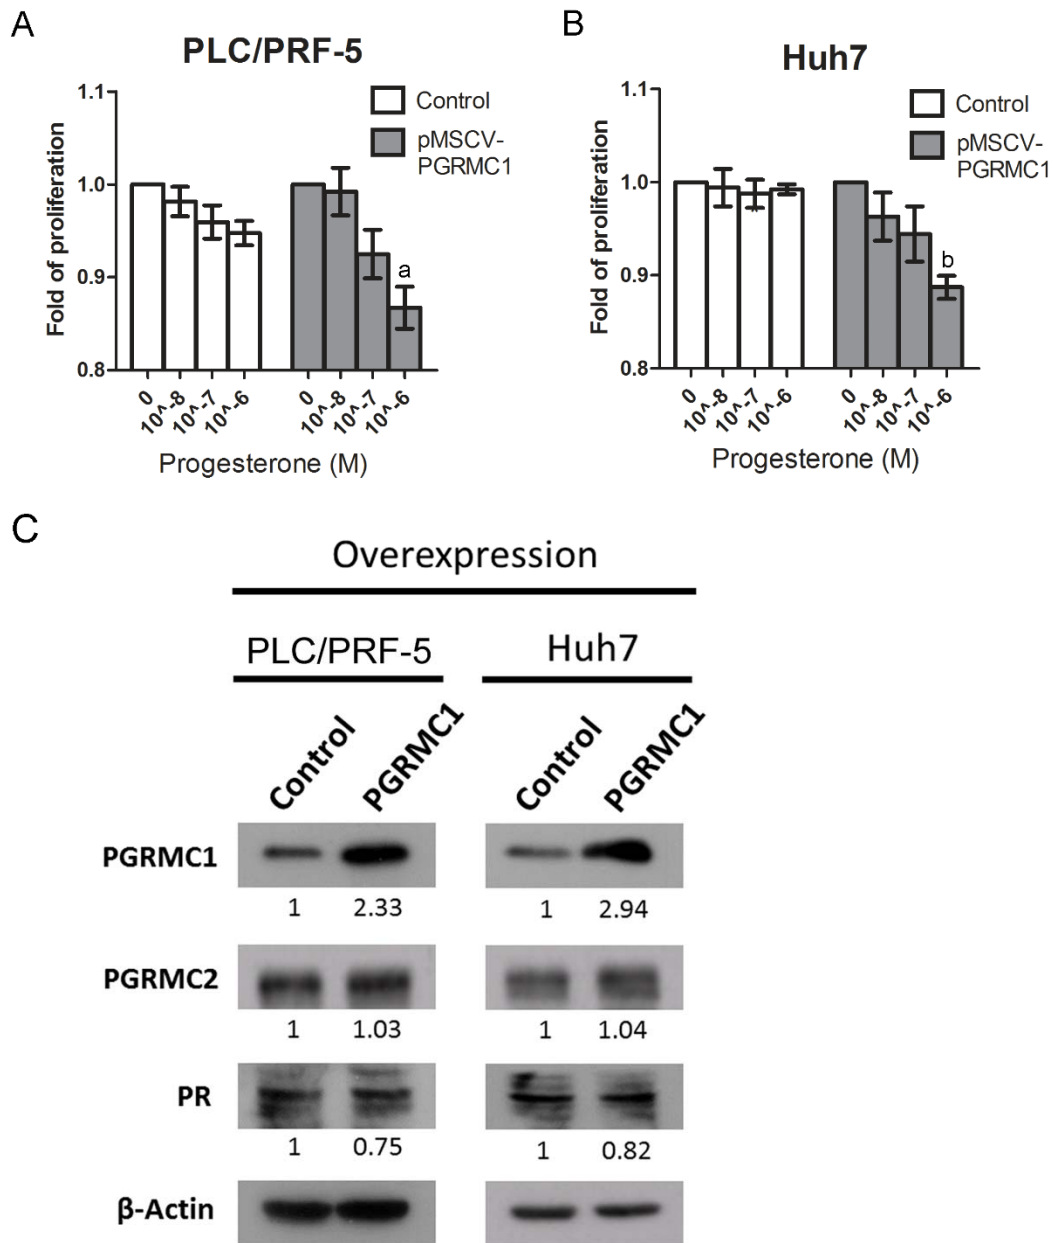 A
PLC/PRF-5
Fold of proliferation
1.1
1.0
0.9
0.8
Control
pMSCV-
PGRMC1
a
0
10^-8
10^-7
10^-6
0
10^-8
10^-7
10^-6
Progesterone (M)
B
Huh7
Fold of proliferation
1.1
1.0
0.9
0.8
Control
pMSCV-
PGRMC1
*
b
0
10^-8
10^-7
10^-6
0
10^-8
10^-7
10^-6
Progesterone (M)
C
Overexpression
PLC/PRF-5
Huh7
Control
PGRMC1
Control
PGRMC1
PGRMC1
1 2.33 1 2.94
PGRMC2
1 1.03 1 1.04
PR
1 0.75 1 0.82
β-Actin